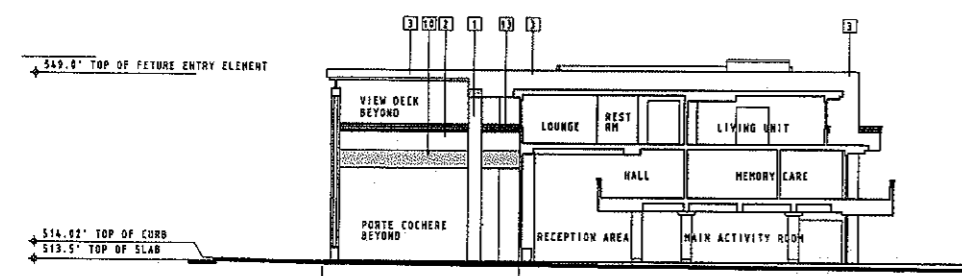 3 10 2 1 13 3 3
549.0' TOP OF FETURE ENTRY ELEMENT
VIEW DECK
BEYOND
LOUNGE
REST
RM
LIVING UNIT
HALL
MEMORY CARE
PORTE COCHERE
BEYOND
RECEPTION AREA
MAIN ACTIVITY ROOM
514.02' TOP OF CURB
513.5' TOP OF SLAB